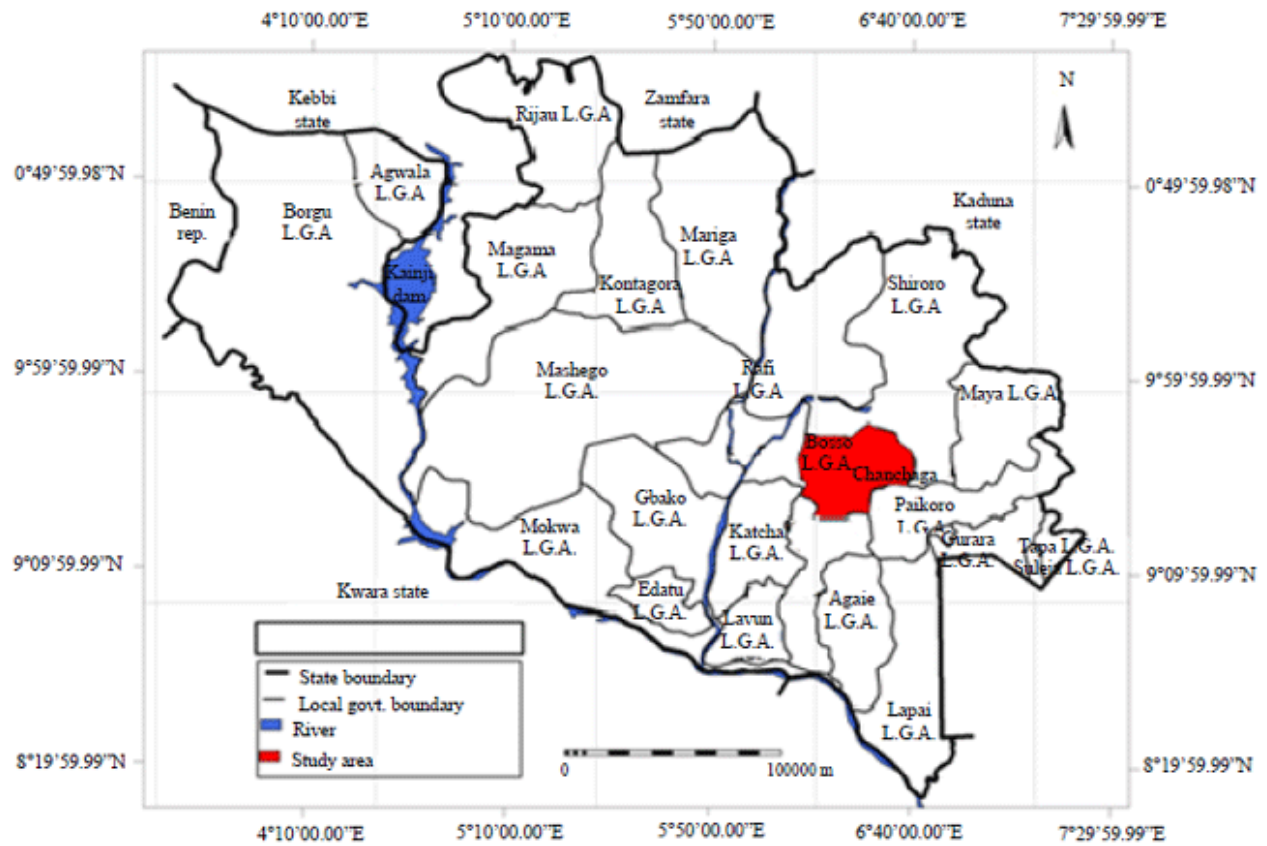 4°10’00.00”E
5°10’00.00”E
5°50’00.00”E
6°40’00.00”E
7°29’59.99”E
N
Kebbi
state
Rijau L.G.A
Zamfara
state
Agwala
L.G.A
0°49’59.98”N
0°49’59.98”N
Benin
rep.
Borgu
L.G.A
Kaduna
state
Magama
L.G.A
Mariga
L.G.A
Kainji
dam
Kontagora
L.G.A
Shiroro
L.G.A
9°59’59.99”N
9°59’59.99”N
Mashego
L.G.A.
Rafi
L.G.A
Maya L.G.A
Bosso
L.G.A.
Chanchaga
Gbako
L.G.A.
Paikoro
L.G.A
Mokwa
L.G.A.
Katcha
L.G.A.
Gurara
L.G.A.
Tapa L.G.A.
Suleja L.G.A.
9°09’59.99”N
9°09’59.99”N
Kwara state
Edatu
L.G.A.
Lavun
L.G.A.
Agaie
L.G.A.
Lapai
L.G.A.
State boundary
Local govt. boundary
River
Study area
0
100000 m
8°19’59.99”N
8°19’59.99”N
4°10’00.00”E
5°10’00.00”E
5°50’00.00”E
6°40’00.00”E
7°29’59.99”E